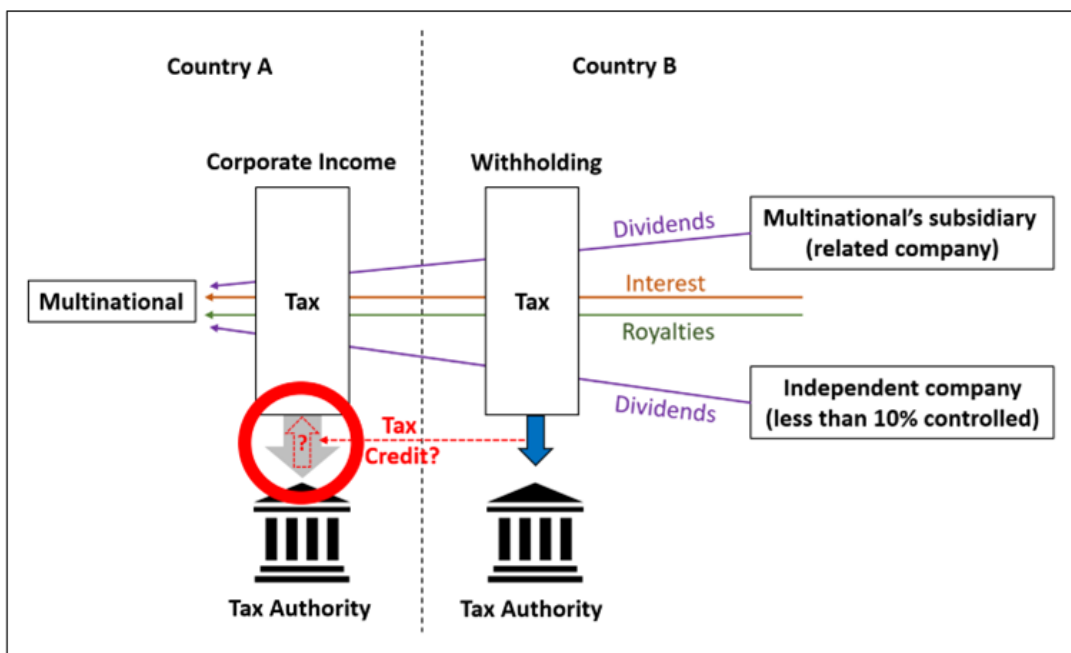 Country A
Country B
Corporate Income
Withholding
Dividends
Multinational's subsidiary
(related company)
Multinational
Tax
Tax
Interest
Royalties
Dividends
Independent company
(less than 10% controlled)
?
Tax
Credit?
Tax Authority
Tax Authority